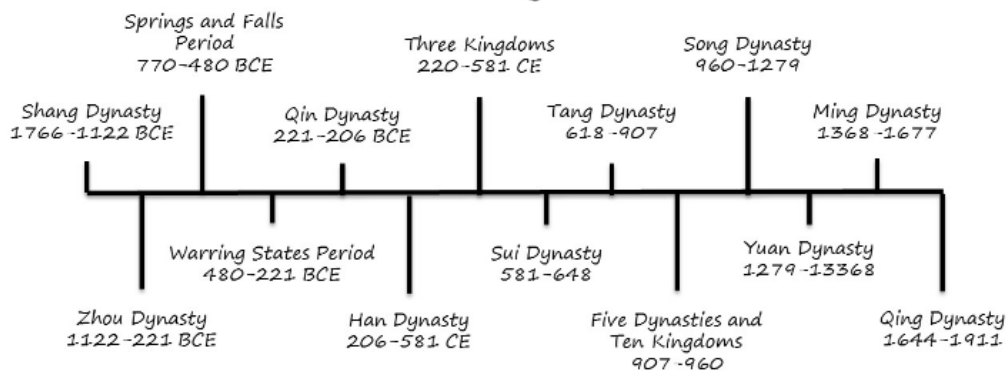 Springs and Falls
Period
770-480 BCE
Three Kingdoms
220-581 CE
Song Dynasty
960-1279
Shang Dynasty
1766-1122 BCE
Qin Dynasty
221-206 BCE
Tang Dynasty
618-907
Ming Dynasty
1368-1677
Warring States Period
480-221 BCE
Sui Dynasty
581-648
Yuan Dynasty
1279-13368
Zhou Dynasty
1122-221 BCE
Han Dynasty
206-581 CE
Five Dynasties and
Ten Kingdoms
907-960
Qing Dynasty
1644-1911